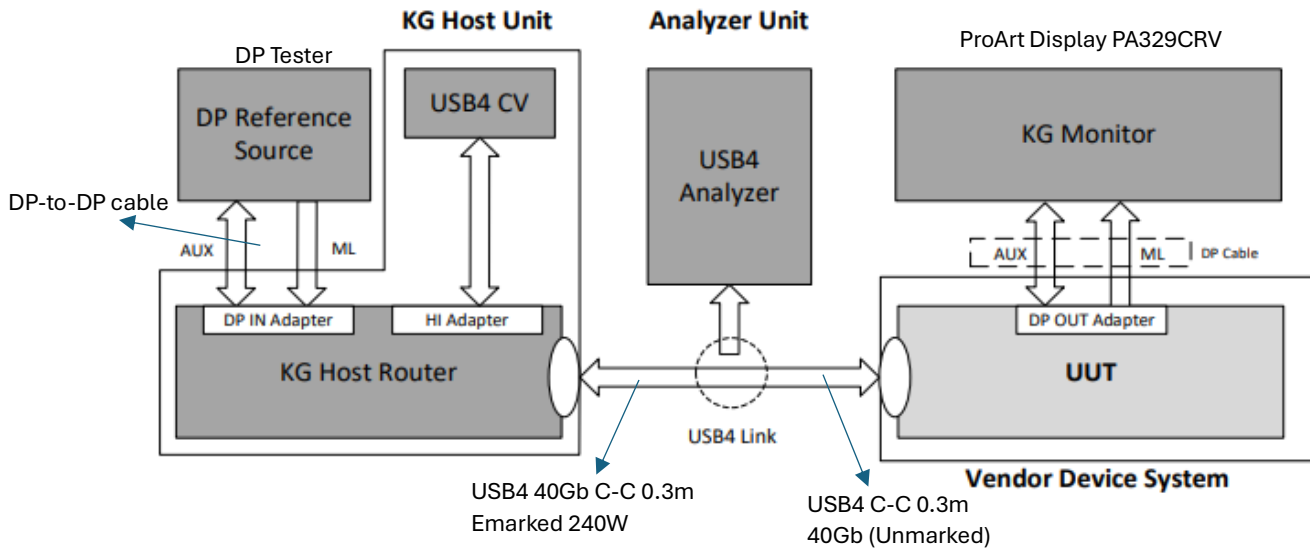 KG Host Unit
Analyzer Unit
DP Tester
ProArt Display PA329CRV
DP Reference
Source
USB4 CV
USB4
Analyzer
KG Monitor
DP-to-DP cable
AUX
ML
AUX
ML
DP Cable
DP IN Adapter
HI Adapter
DP OUT Adapter
KG Host Router
UUT
USB4 Link
Vendor Device System
USB4 40Gb C-C 0.3m
Emarked 240W
USB4 C-C 0.3m
40Gb (Unmarked)